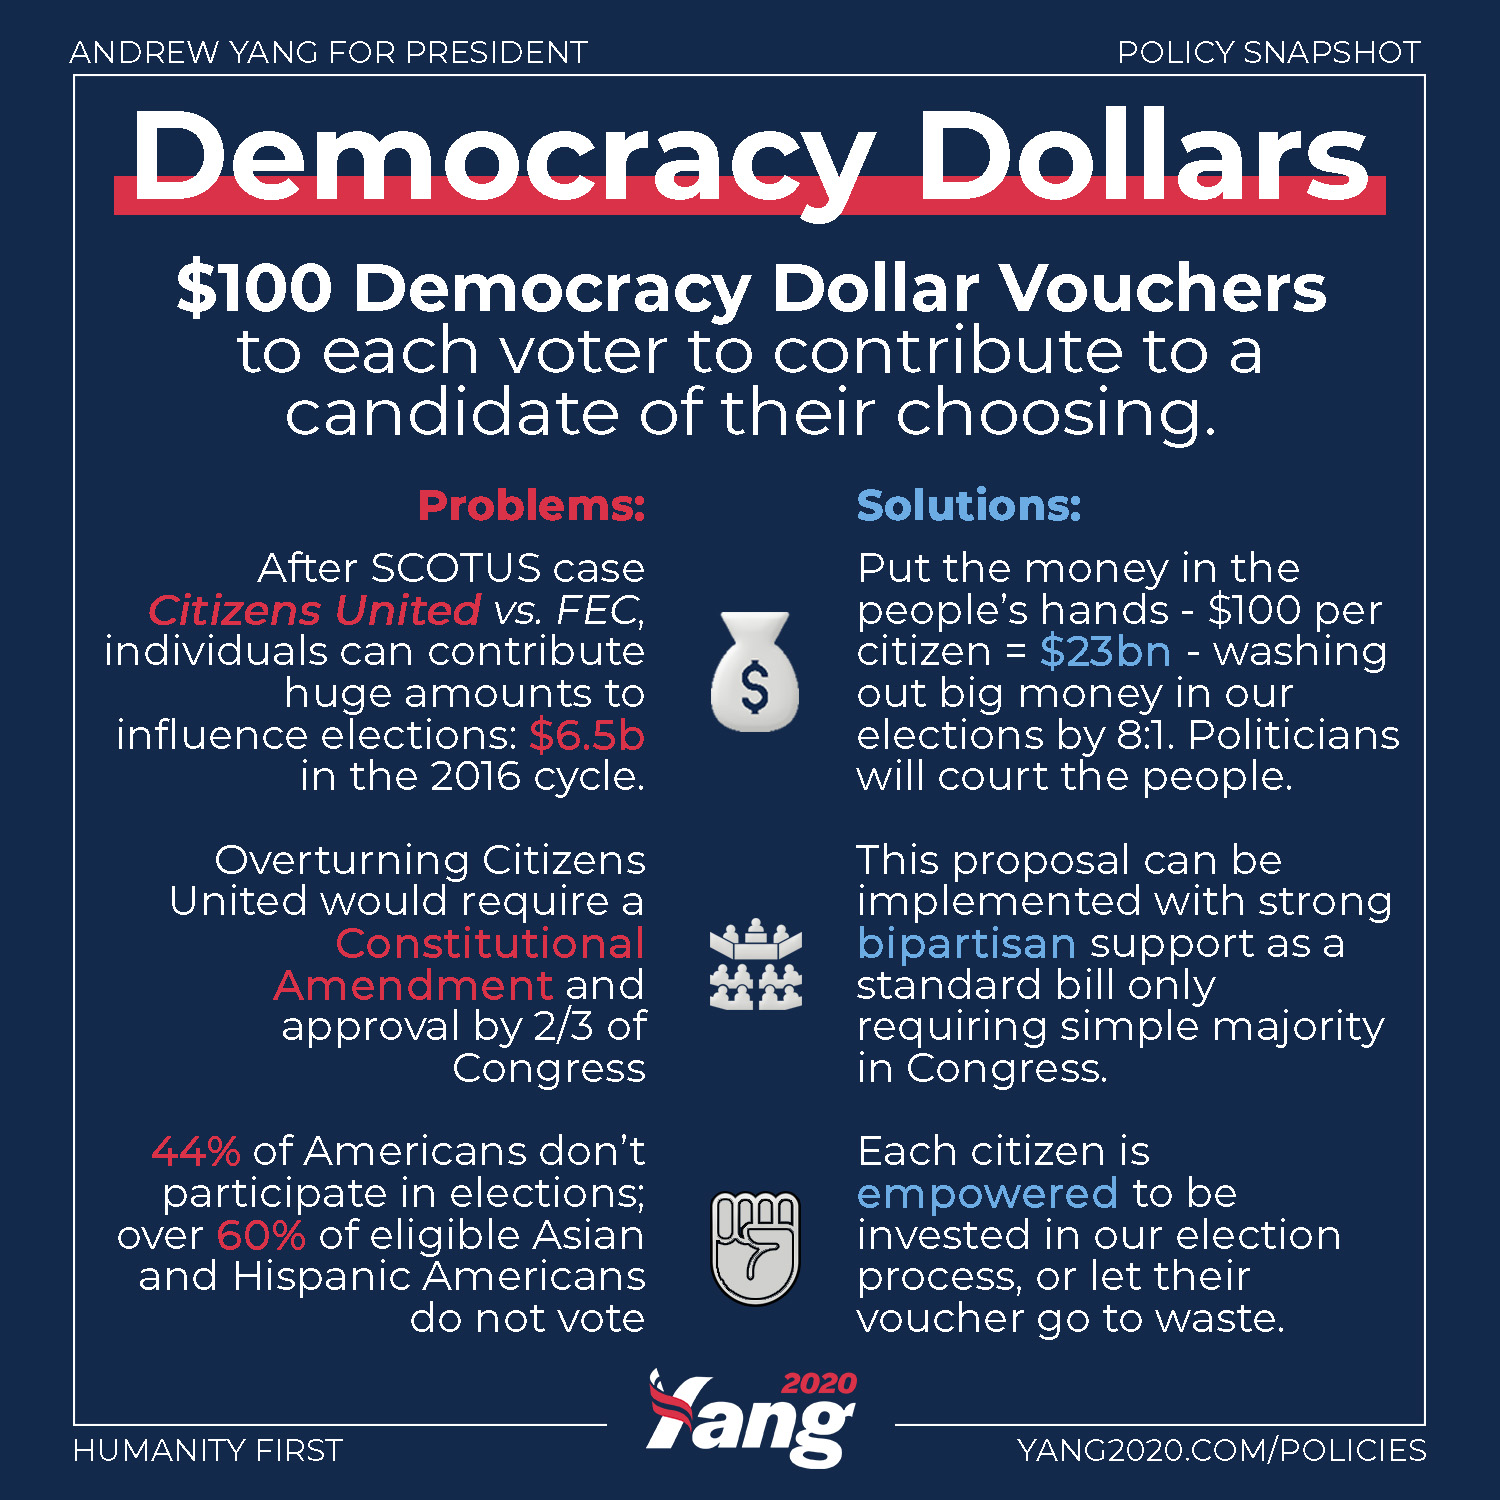 ANDREW YANG FOR PRESIDENT
POLICY SNAPSHOT
Democracy Dollars
$100 Democracy Dollar Vouchers
to each voter to contribute to a
candidate of their choosing.
Problems:
After SCOTUS case
Citizens United vs. FEC,
individuals can contribute
huge amounts to
influence elections: $6.5b
in the 2016 cycle.
Overturning Citizens
United would require a
Constitutional
Amendment and
approval by 2/3 of
Congress
44% of Americans don’t
participate in elections;
over 60% of eligible Asian
and Hispanic Americans
do not vote
$
Solutions:
Put the money in the
people’s hands - $100 per
citizen = $23bn - washing
out big money in our
elections by 8:1. Politicians
will court the people.
This proposal can be
implemented with strong
bipartisan support as a
standard bill only
requiring simple majority
in Congress.
Each citizen is
empowered to be
invested in our election
process, or let their
voucher go to waste.
2020
Yang
HUMANITY FIRST
YANG2020.COM/POLICIES